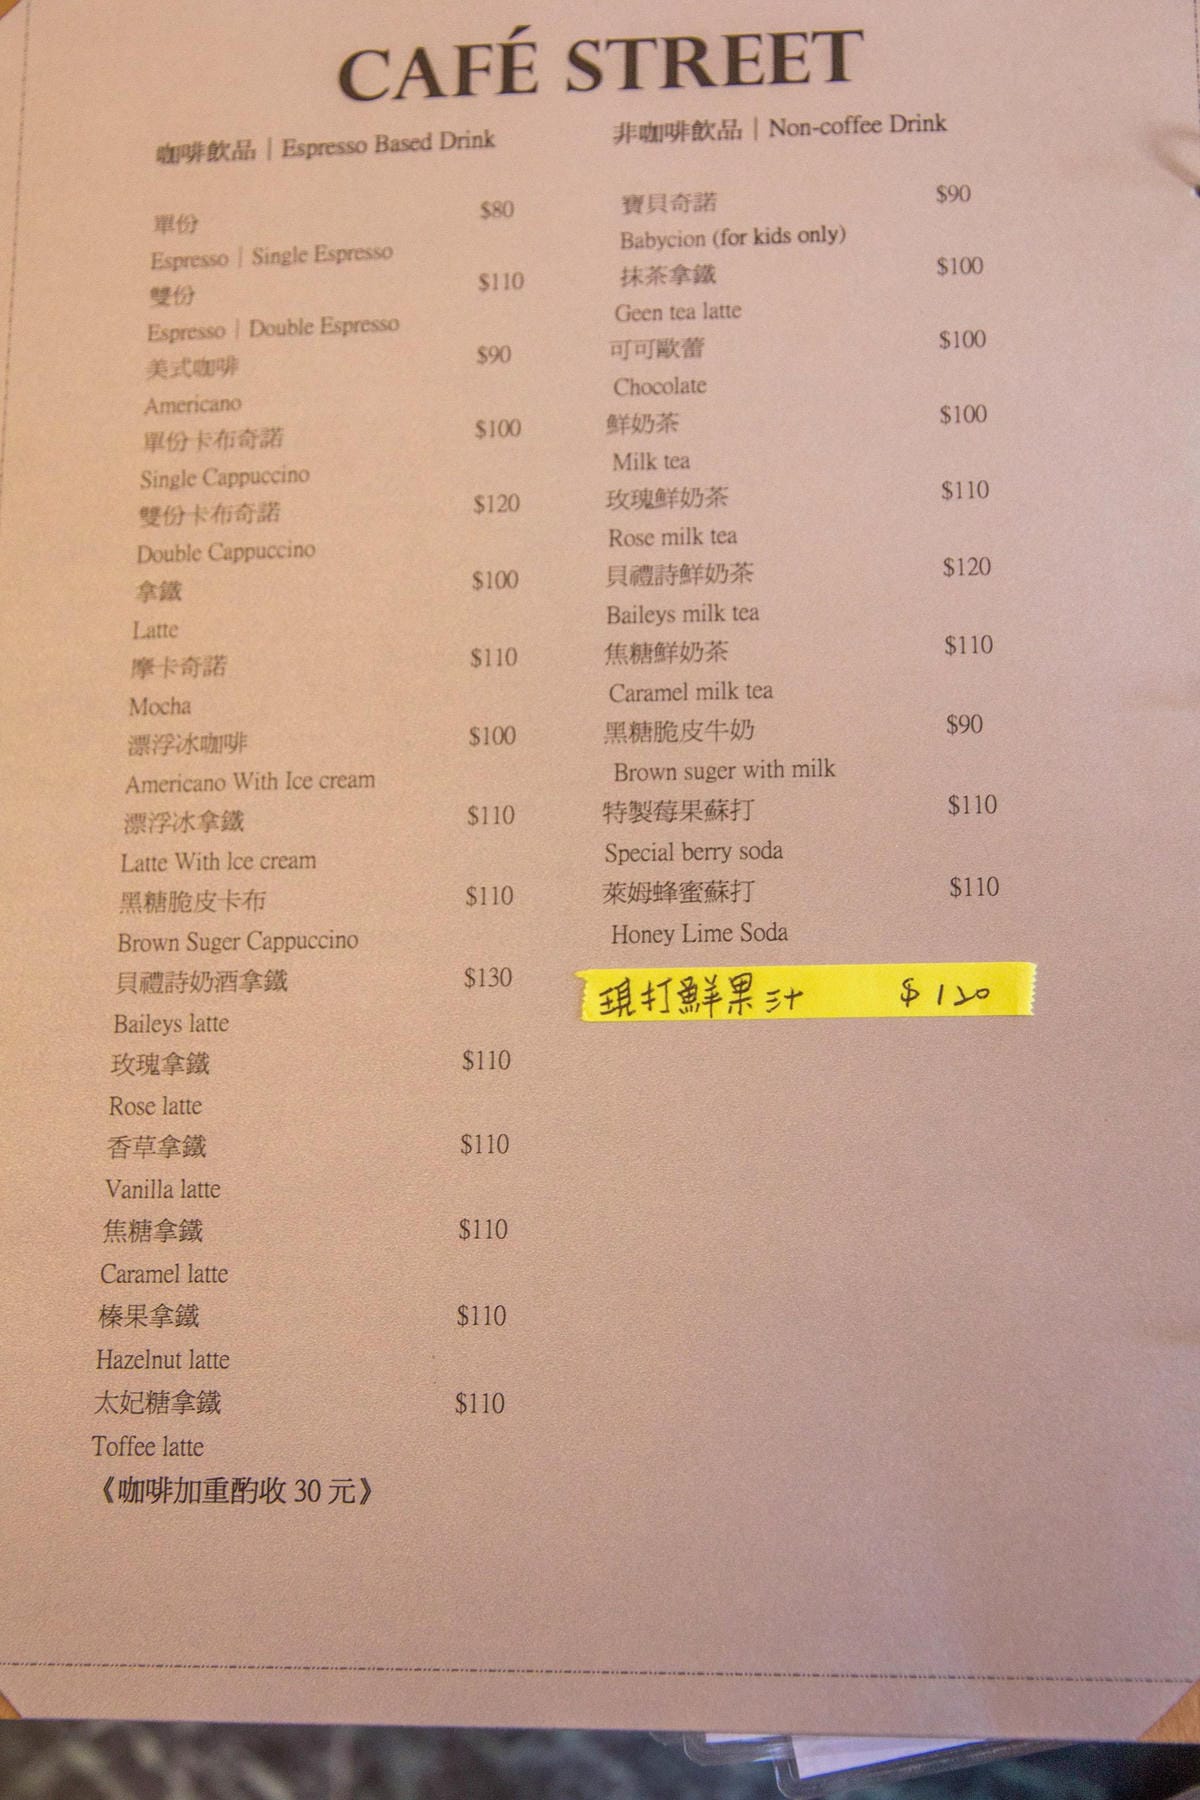 CAFÉ STREET
咖啡飲品 | Espresso Based Drink
單份 $80
Espresso | Single Espresso
雙份 $110
Espresso | Double Espresso
美式咖啡 $90
Americano
單份卡布奇諾 $100
Single Cappuccino
雙份卡布奇諾 $120
Double Cappuccino
拿鐵 $100
Latte
摩卡奇諾 $110
Mocha
漂浮冰咖啡 $100
Americano With Ice cream
漂浮冰拿鐵 $110
Latte With Ice cream
黑糖脆皮卡布 $110
Brown Suger Cappuccino
貝禮詩奶酒拿鐵 $130
Baileys latte
玫瑰拿鐵 $110
Rose latte
香草拿鐵 $110
Vanilla latte
焦糖拿鐵 $110
Caramel latte
榛果拿鐵 $110
Hazelnut latte
太妃糖拿鐵 $110
Toffee latte
《咖啡加重酌收 30 元》
非咖啡飲品 | Non-coffee Drink
寶貝奇諾 $90
Babycion (for kids only)
抹茶拿鐵 $100
Geen tea latte
可可歐蕾 $100
Chocolate
鮮奶茶 $100
Milk tea
玫瑰鮮奶茶 $110
Rose milk tea
貝禮詩鮮奶茶 $120
Baileys milk tea
焦糖鮮奶茶 $110
Caramel milk tea
黑糖脆皮牛奶 $90
Brown suger with milk
特製莓果蘇打 $110
Special berry soda
萊姆蜂蜜蘇打 $110
Honey Lime Soda
現打鮮果汁 $120